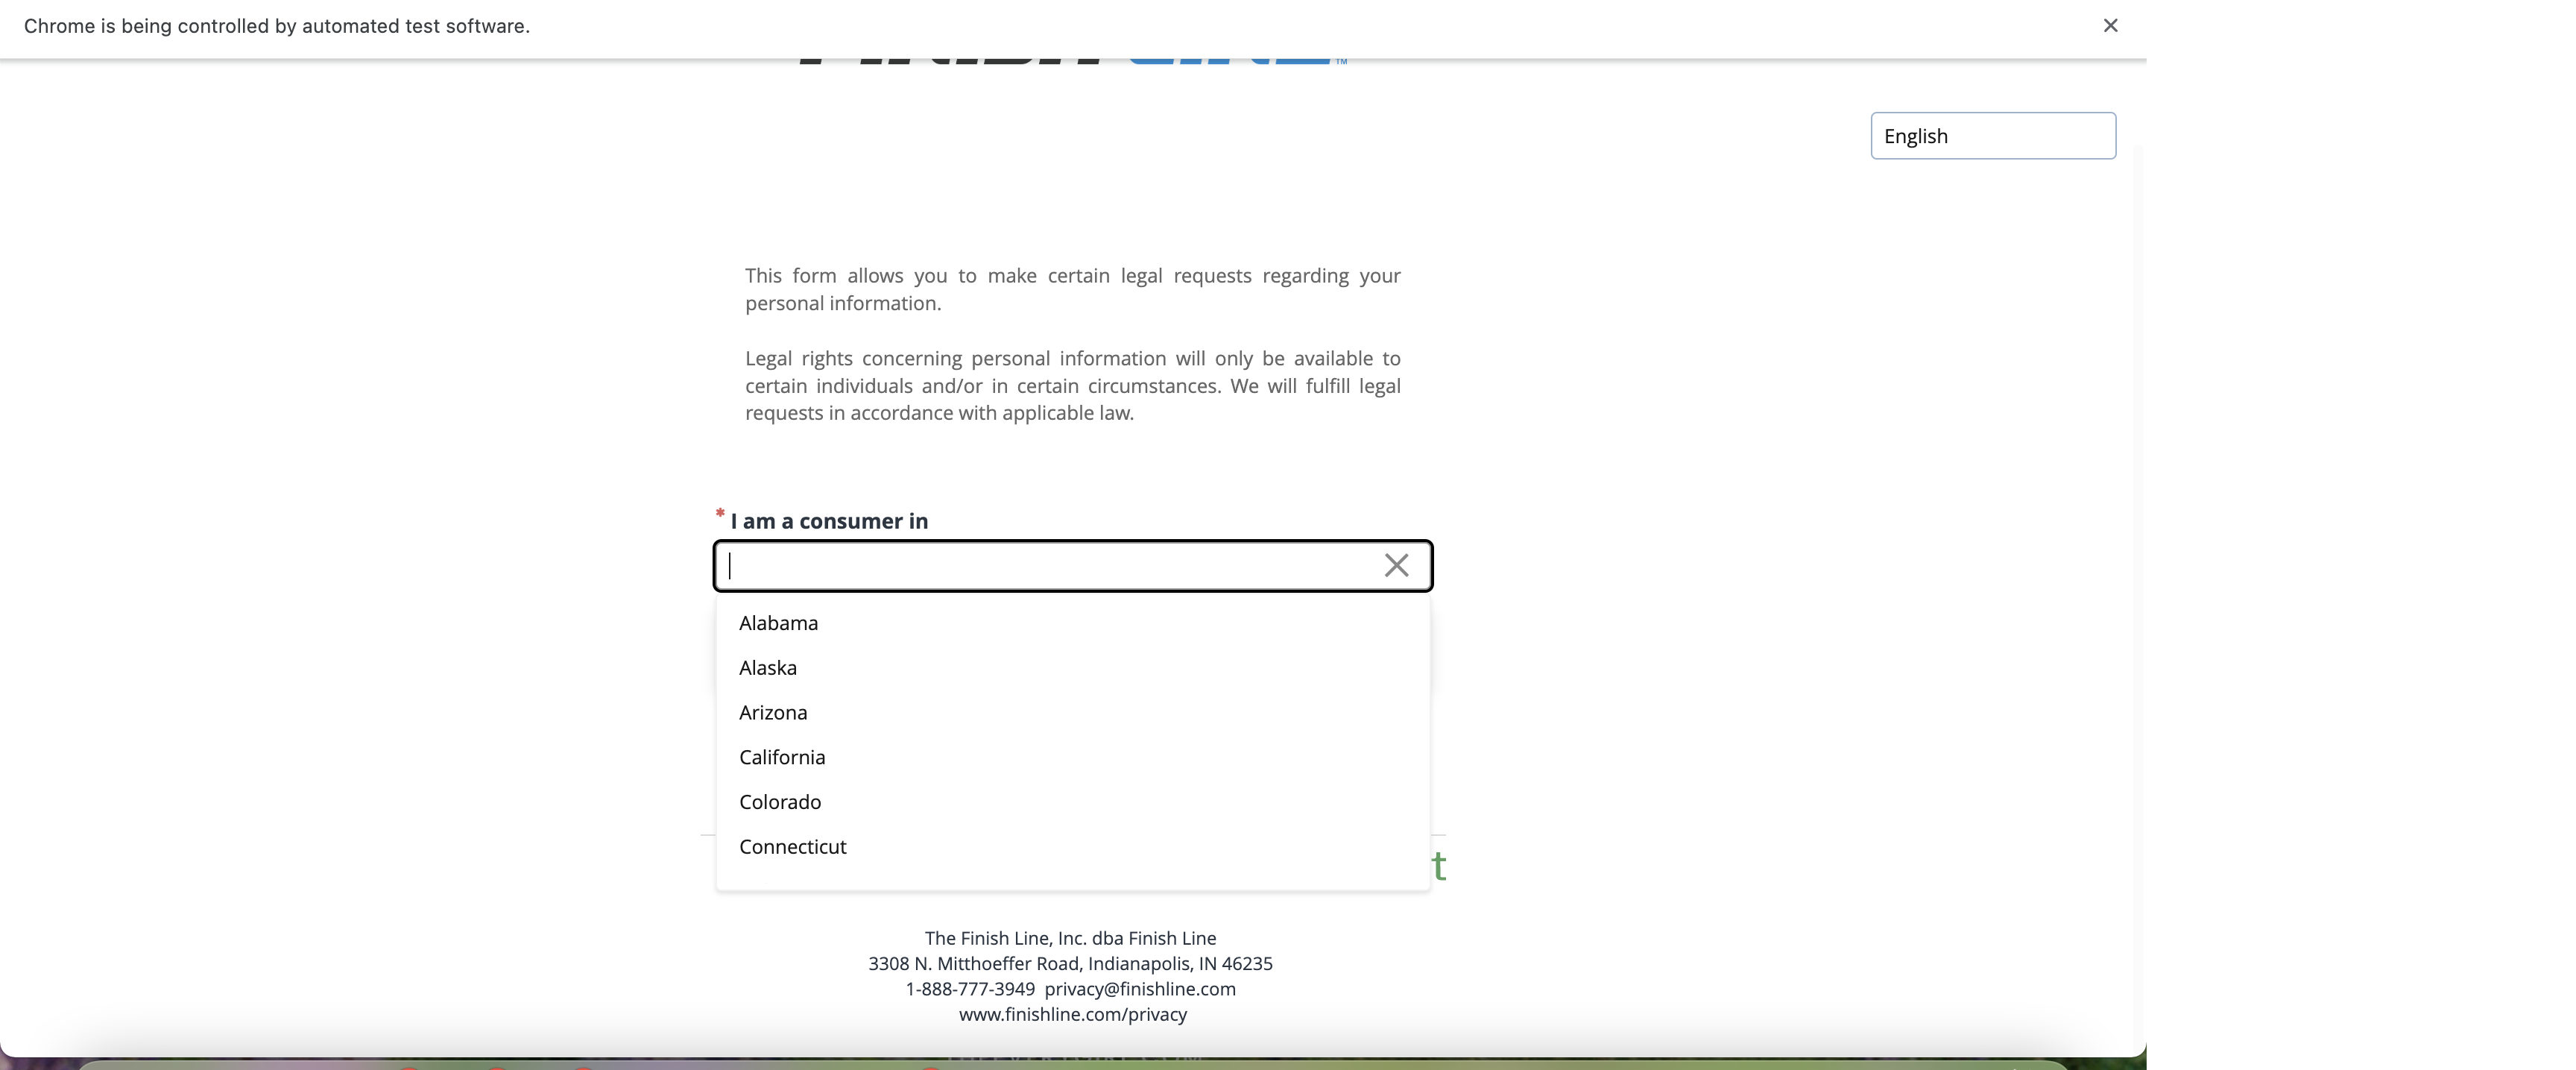 Chrome is being controlled by automated test software.
TM
English
This form allows you to make certain legal requests regarding your
personal information.
Legal rights concerning personal information will only be available to
certain individuals and/or in certain circumstances. We will fulfill legal
requests in accordance with applicable law.
* I am a consumer in
Alabama
Alaska
Arizona
California
Colorado
Connecticut
t
The Finish Line, Inc. dba Finish Line
3308 N. Mitthoeffer Road, Indianapolis, IN 46235
1-888-777-3949 privacy@finishline.com
www.finishline.com/privacy